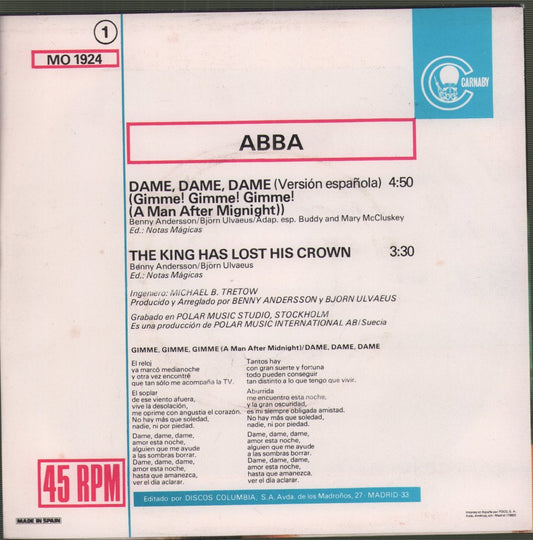 1
MO 1924
CARNABY
ABBA
DAME, DAME, DAME (Versión española) 4:50
(Gimme! Gimme! Gimme!
(A Man After Mignight))
Benny Andersson/Björn Ulvaeus/Adap. esp. Buddy and Mary McCluskey
Ed.: Notas Mágicas
THE KING HAS LOST HIS CROWN 3:30
Benny Andersson/Björn Ulvaeus
Ed.: Notas Mágicas
Ingeniero: MICHAEL B. TRETOW
Producido y Arreglado por BENNY ANDERSSON y BJORN ULVAEUS
Grabado en POLAR MUSIC STUDIO, STOCKHOLM
Es una producción de POLAR MUSIC INTERNATIONAL AB/Suecia
GIMME, GIMME, GIMME (A Man After Midnight)/DAME, DAME, DAME
El reloj
ya marcó medianoche
y otra vez encontré
que tan sólo me acompaña la TV.
El soplar
de ese viento afuera,
vive la desolación,
me oprime con angustia el corazón.
No hay más que soledad,
nadie, ni por piedad.
Dame, dame, dame,
amor esta noche,
alguien que me ayude
a las sombras borrar.
Dame, dame, dame,
amor esta noche,
hasta que amanezca,
ver el día aclarar.
Tantos hay
con gran suerte y fortuna
todo pueden conseguir
tan distinto a lo que tengo que vivir.
Aburrida
me encuentro esta noche,
y la gran oscuridad,
es mi siempre obligada amistad.
No hay más que soledad,
nadie, ni por piedad.
Dame, dame, dame,
amor esta noche,
alguien que me ayude
a las sombras borrar.
Dame, dame, dame,
amor esta noche,
hasta que amanezca,
ver el día aclarar.
45 RPM
Editado por DISCOS COLUMBIA, S.A. Avda. de los Madroños, 27 - MADRID-33
MADE IN SPAIN